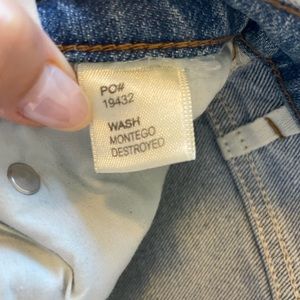 PO#
19432
WASH
MONTEGO
DESTROYED